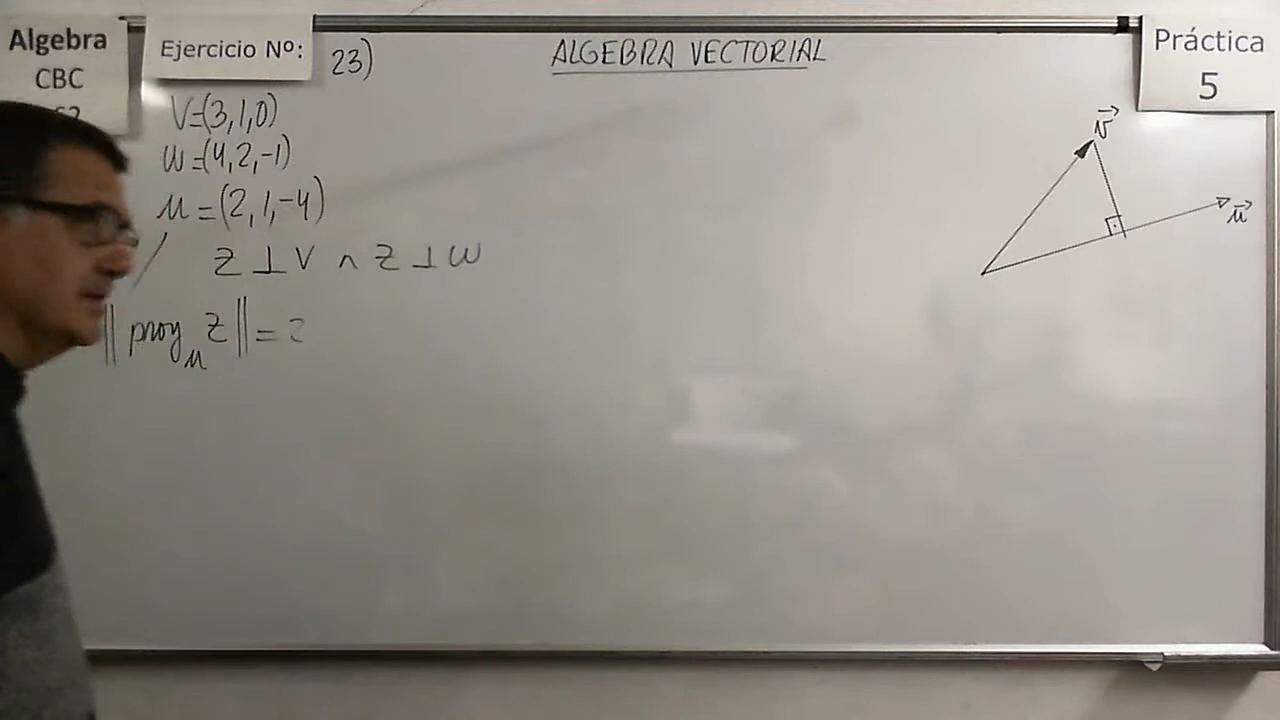 Algebra
CBC
Ejercicio Nº:
23)
ALGEBRA VECTORIAL
Práctica
5
V=(3,1,0)
W=(4,2,-1)
u=(2,1,-4)
/ Z ⊥ V ∧ Z ⊥ W
‖proy_u Z‖=2
v⃗
u⃗